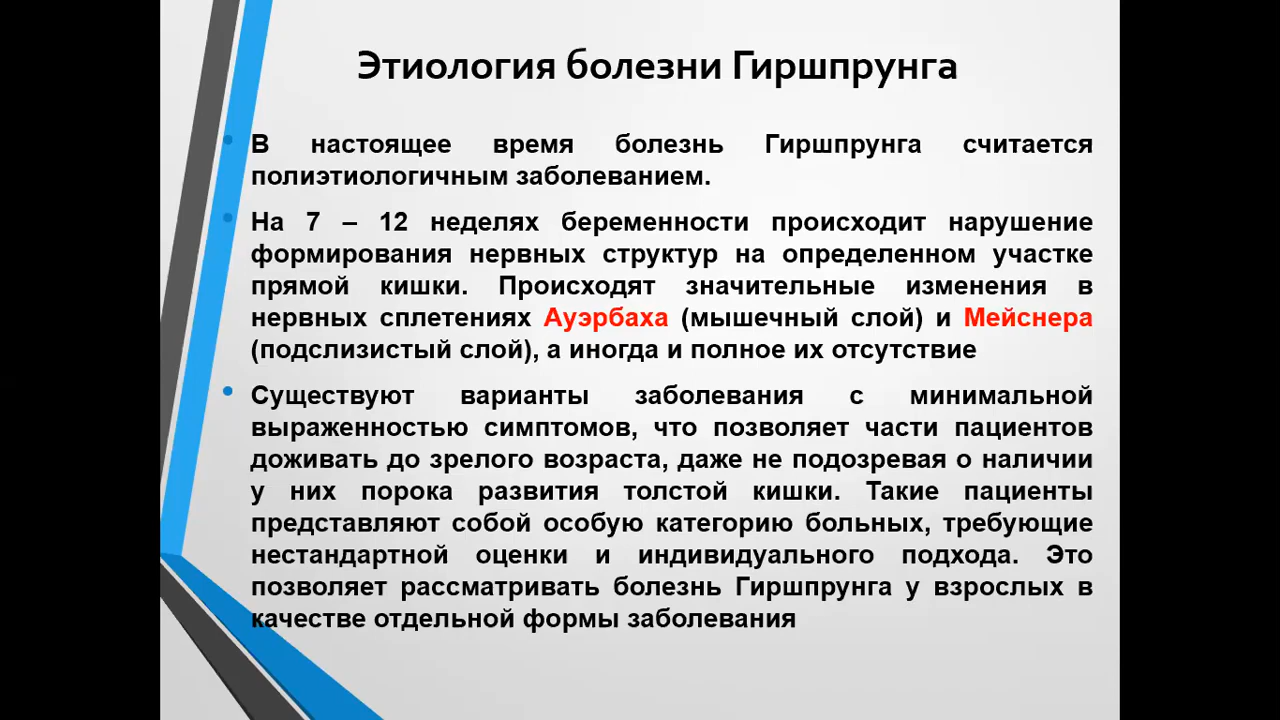 Этиология болезни Гиршпрунга
• В настоящее время болезнь Гиршпрунга считается
полиэтиологичным заболеванием.
• На 7 – 12 неделях беременности происходит нарушение
формирования нервных структур на определенном участке
прямой кишки. Происходят значительные изменения в
нервных сплетениях Ауэрбаха (мышечный слой) и Мейснера
(подслизистый слой), а иногда и полное их отсутствие
• Существуют варианты заболевания с минимальной
выраженностью симптомов, что позволяет части пациентов
доживать до зрелого возраста, даже не подозревая о наличии
у них порока развития толстой кишки. Такие пациенты
представляют собой особую категорию больных, требующие
нестандартной оценки и индивидуального подхода. Это
позволяет рассматривать болезнь Гиршпрунга у взрослых в
качестве отдельной формы заболевания